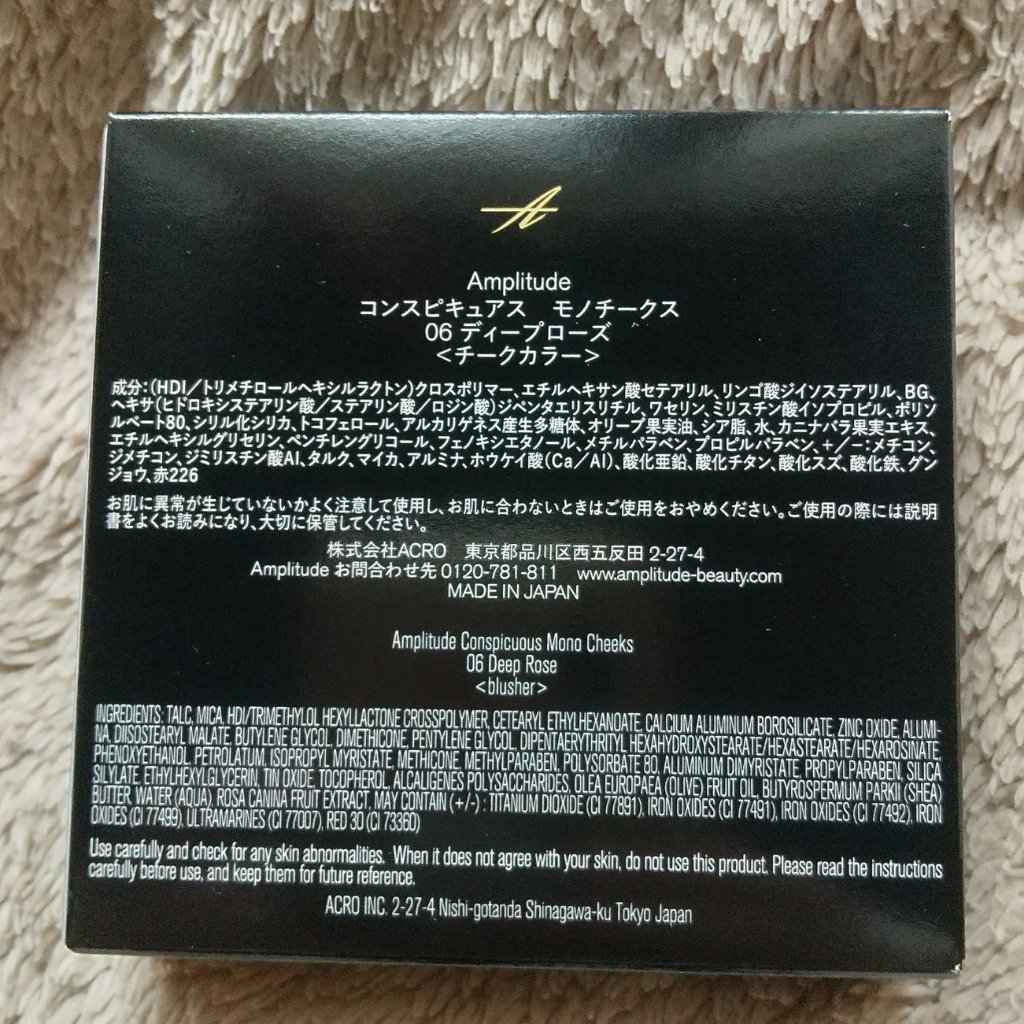 A
Amplitude
コンスピキュアス　モノチークス
06 ディープローズ
<チークカラー>
成分:(HDI/トリメチロールヘキシルラクトン)クロスポリマー、エチルヘキサン酸セテアリル、リンゴ酸ジイソステアリル、BG、
ヘキサ(ヒドロキシステアリン酸/ステアリン酸/ロジン酸)ジペンタエリスリチル、ワセリン、ミリスチン酸イソプロピル、ポリソ
ルベート80、シリル化シリカ、トコフェロール、アルカリゲネス産生多糖体、オリーブ果実油、シア脂、水、カニナバラ果実エキス、
エチルヘキシルグリセリン、ペンチレングリコール、フェノキシエタノール、メチルパラベン、プロピルパラベン、+/-:メチコン、
ジメチコン、ジミリスチン酸Al、タルク、マイカ、アルミナ、ホウケイ酸(Ca/Al)、酸化亜鉛、酸化チタン、酸化スズ、酸化鉄、グン
ジョウ、赤226
お肌に異常が生じていないかよく注意して使用し、お肌に合わないときはご使用をおやめください。ご使用の際には説明
書をよくお読みになり、大切に保管してください。
株式会社ACRO　東京都品川区西五反田 2-27-4
Amplitude お問合わせ先 0120-781-811　www.amplitude-beauty.com
MADE IN JAPAN
Amplitude Conspicuous Mono Cheeks
06 Deep Rose
<blusher>
INGREDIENTS: TALC, MICA, HDI/TRIMETHYLOL HEXYLLACTONE CROSSPOLYMER, CETEARYL ETHYLHEXANOATE, CALCIUM ALUMINUM BOROSILICATE, ZINC OXIDE, ALUMI-
NA, DIISOSTEARYL MALATE, BUTYLENE GLYCOL, DIMETHICONE, PENTYLENE GLYCOL, DIPENTAERYTHRITYL HEXAHYDROXYSTEARATE/HEXASTEARATE/HEXAROSINATE,
PHENOXYETHANOL, PETROLATUM, ISOPROPYL MYRISTATE, METHICONE, METHYLPARABEN, POLYSORBATE 80, ALUMINUM DIMYRISTATE, PROPYLPARABEN, SILICA
SILYLATE, ETHYLHEXYLGLYCERIN, TIN OXIDE, TOCOPHEROL, ALCALIGENES POLYSACCHARIDES, OLEA EUROPAEA (OLIVE) FRUIT OIL, BUTYROSPERMUM PARKII (SHEA)
BUTTER, WATER (AQUA), ROSA CANINA FRUIT EXTRACT, MAY CONTAIN (+/-) : TITANIUM DIOXIDE (CI 77891), IRON OXIDES (CI 77491), IRON OXIDES (CI 77492), IRON
OXIDES (CI 77499), ULTRAMARINES (CI 77007), RED 30 (CI 73360)
Use carefully and check for any skin abnormalities. When it does not agree with your skin, do not use this product. Please read the instructions
carefully before use, and keep them for future reference.
ACRO INC. 2-27-4 Nishi-gotanda Shinagawa-ku Tokyo Japan